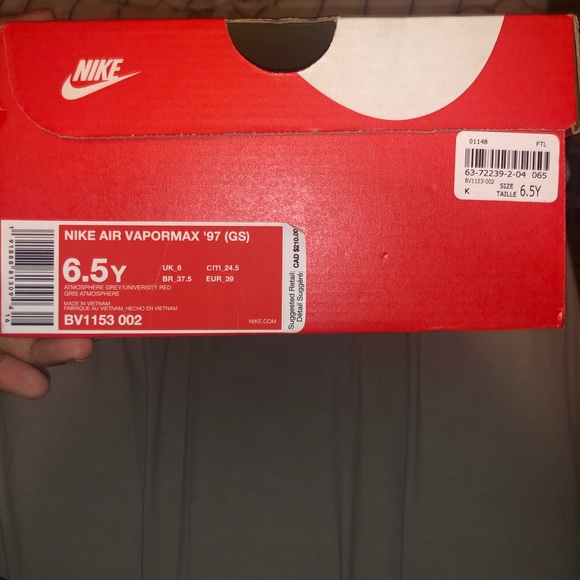 NIKE
01148 FTL
63-72239-2-04 065
BV1153-002
K SIZE TAILLE 6.5Y
NIKE AIR VAPORMAX '97 (GS)
6.5Y
UK_6 CM_24.5
BR_37.5 EUR_39
ATMOSPHERE GREY/UNIVERSITY RED
GRIS ATMOSPHERE
MADE IN VIETNAM
FABRIQUE AU VIETNAM_HECHO EN VIETNAM
BV1153 002
NIKE.COM
Suggested Retail: CAD $210.00
Détail Suggéré: